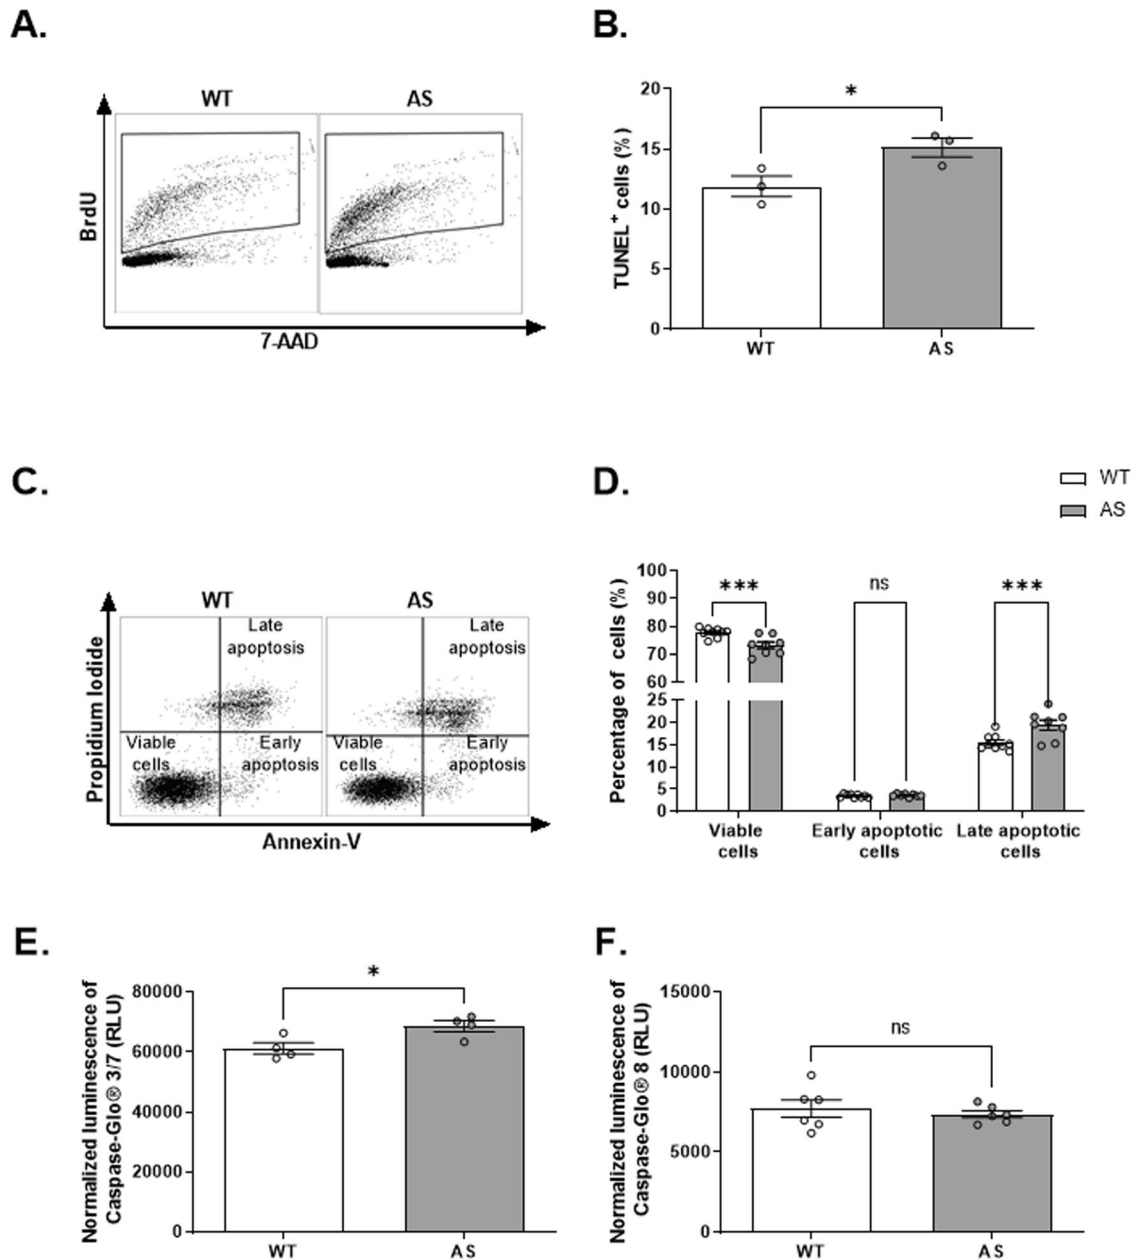 A.
WT
AS
BrdU
7-AAD
B.
*
TUNEL⁺ cells (%)
20
15
10
5
0
WT
AS
C.
WT
AS
Late
apoptosis
Late
apoptosis
Viable
cells
Early
apoptosis
Viable
cells
Early
apoptosis
Propidium Iodide
Annexin-V
D.
WT
AS
Percentage of cells (%)
100
90
80
70
60
25
20
15
10
5
0
***
ns
***
Viable
cells
Early apoptotic
cells
Late apoptotic
cells
E.
Normalized luminescence of
Caspase-Glo® 3/7 (RLU)
80000
60000
40000
20000
0
*
WT
AS
F.
Normalized luminescence of
Caspase-Glo® 8 (RLU)
15000
10000
5000
0
ns
WT
AS